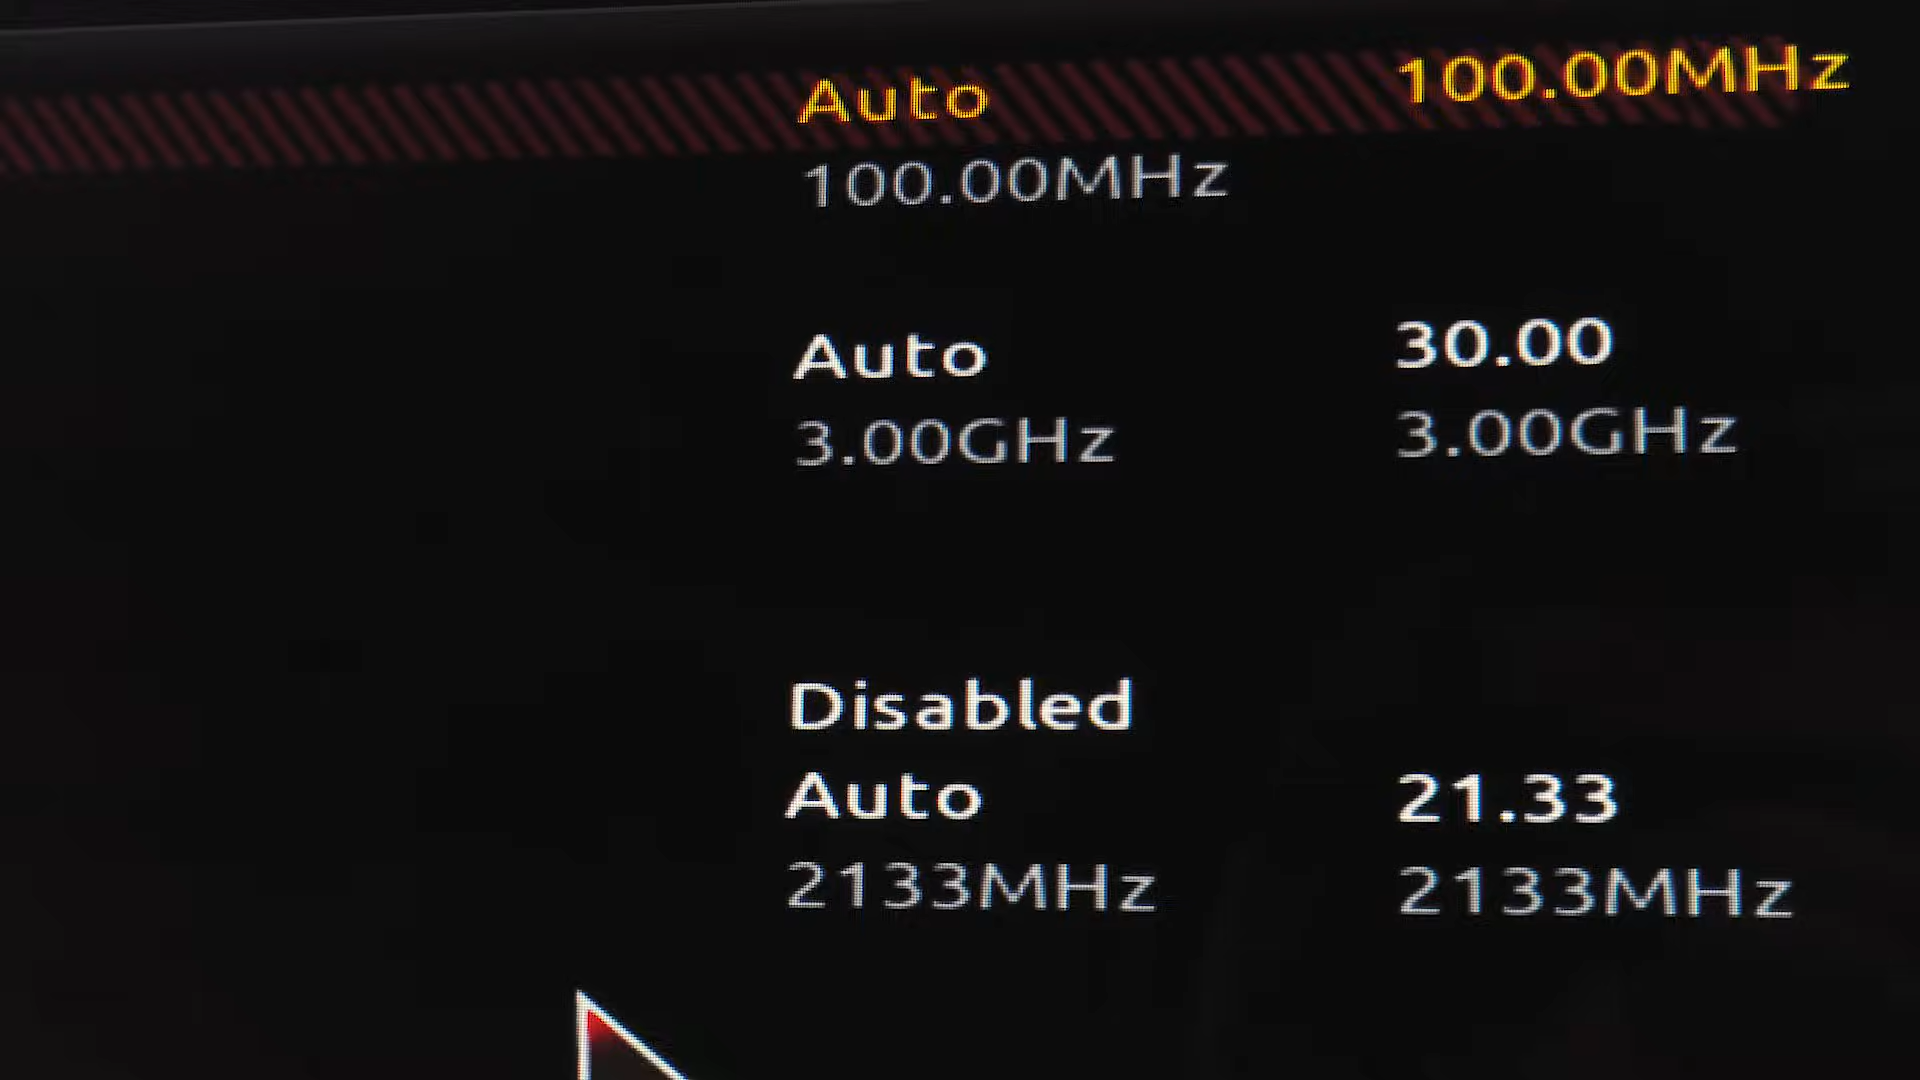 Auto 100.00MHz
100.00MHz
Auto 30.00
3.00GHz 3.00GHz
Disabled
Auto 21.33
2133MHz 2133MHz